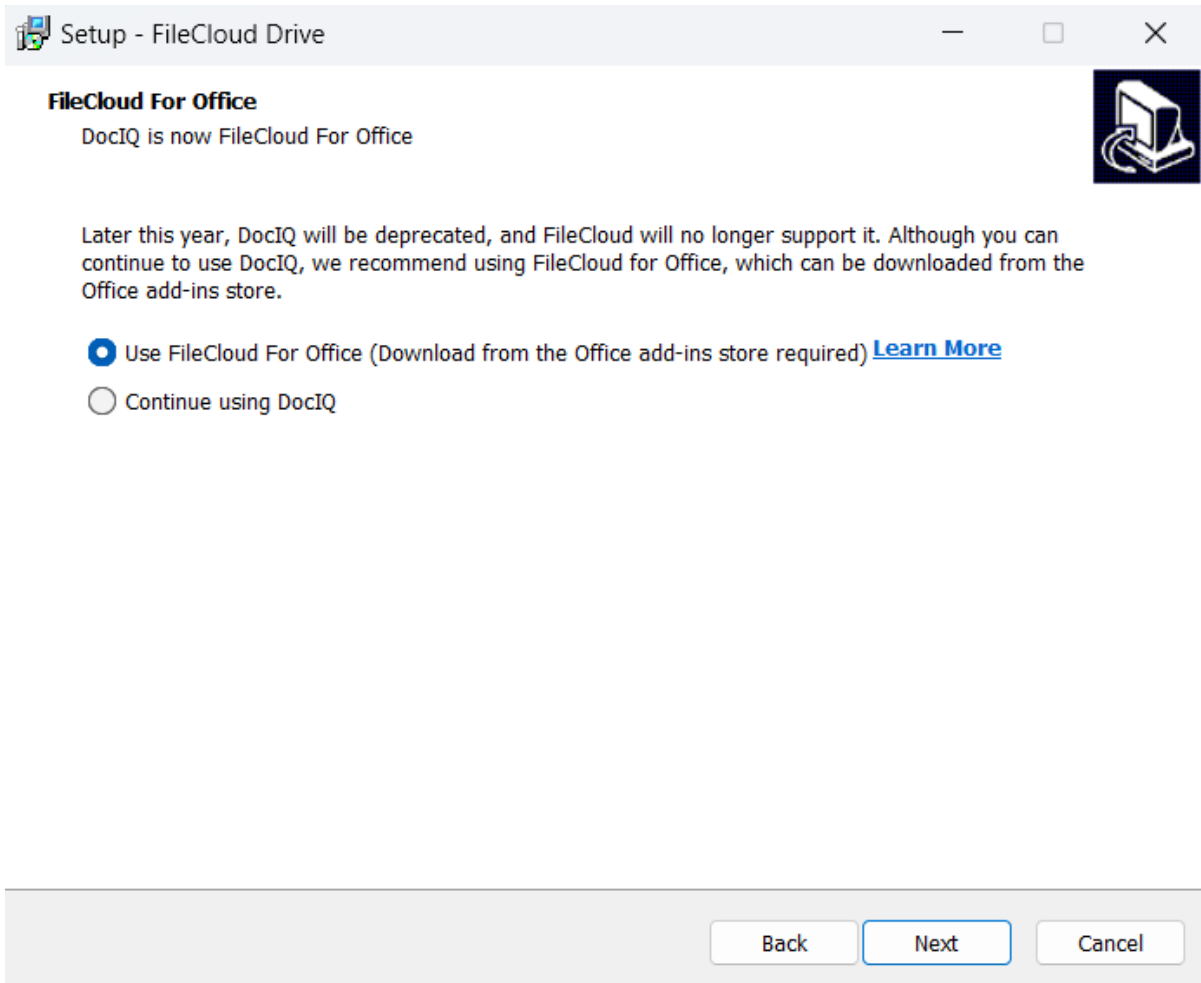 Setup - FileCloud Drive
FileCloud For Office
DocIQ is now FileCloud For Office
Later this year, DocIQ will be deprecated, and FileCloud will no longer support it. Although you can
continue to use DocIQ, we recommend using FileCloud for Office, which can be downloaded from the
Office add-ins store.
Use FileCloud For Office (Download from the Office add-ins store required) Learn More
Continue using DocIQ
Back Next Cancel